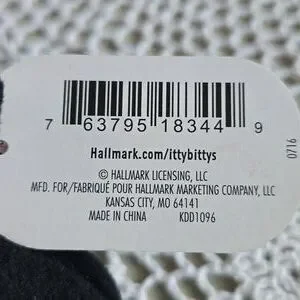 7 63795 18344 9
Hallmark.com/ittybittys
© HALLMARK LICENSING, LLC
MFD. FOR/FABRIQUÉ POUR HALLMARK MARKETING COMPANY, LLC
KANSAS CITY, MO 64141
MADE IN CHINA KDD1096
0716